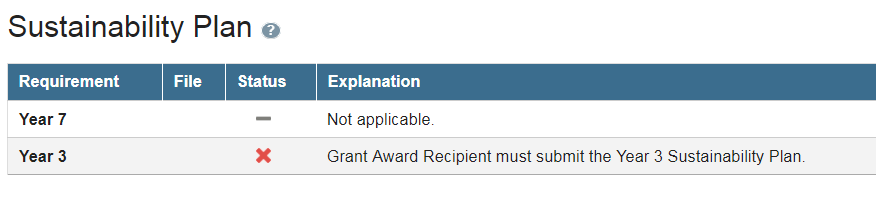 Sustainability Plan ?
Requirement File Status Explanation
Year 7 Not applicable.
Year 3 Grant Award Recipient must submit the Year 3 Sustainability Plan.